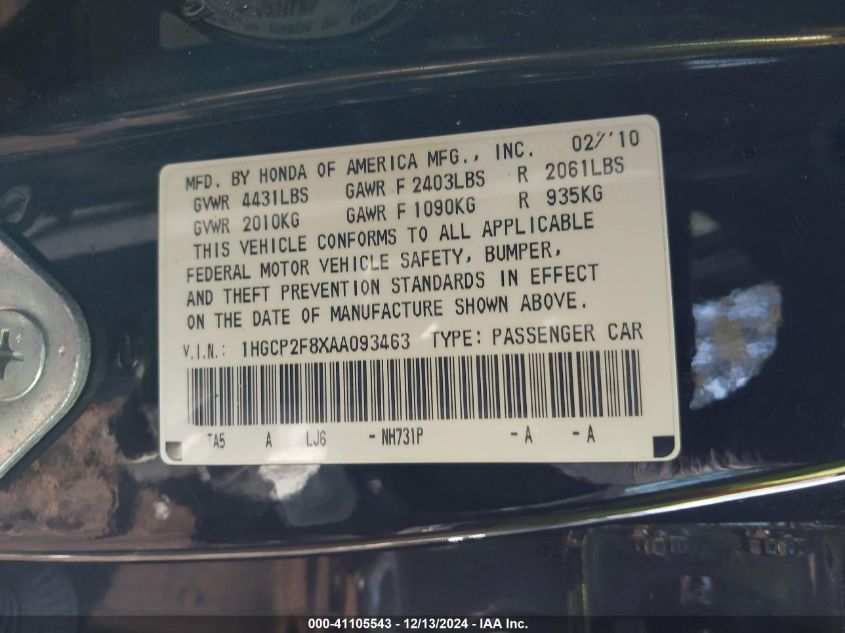 MFD. BY HONDA OF AMERICA MFG., INC. 02/'10
GVWR 4431LBS GAWR F 2403LBS R 2061LBS
GVWR 2010KG GAWR F 1090KG R 935KG
THIS VEHICLE CONFORMS TO ALL APPLICABLE
FEDERAL MOTOR VEHICLE SAFETY, BUMPER,
AND THEFT PREVENTION STANDARDS IN EFFECT
ON THE DATE OF MANUFACTURE SHOWN ABOVE.
V.I.N.: 1HGCP2F8XAA093463 TYPE: PASSENGER CAR
TA5 A LJ6 - NH731P - A - A
000-41105543 - 12/13/2024 - IAA Inc.